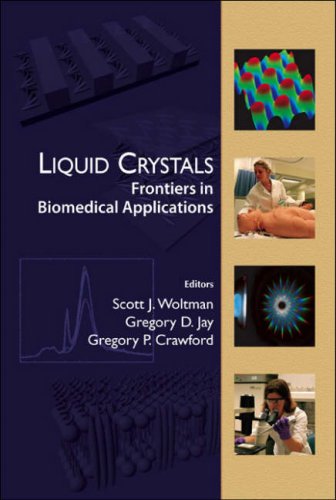 LIQUID CRYSTALS
Frontiers in
Biomedical Applications
Editors
Scott J. Woltman
Gregory D. Jay
Gregory P. Crawford